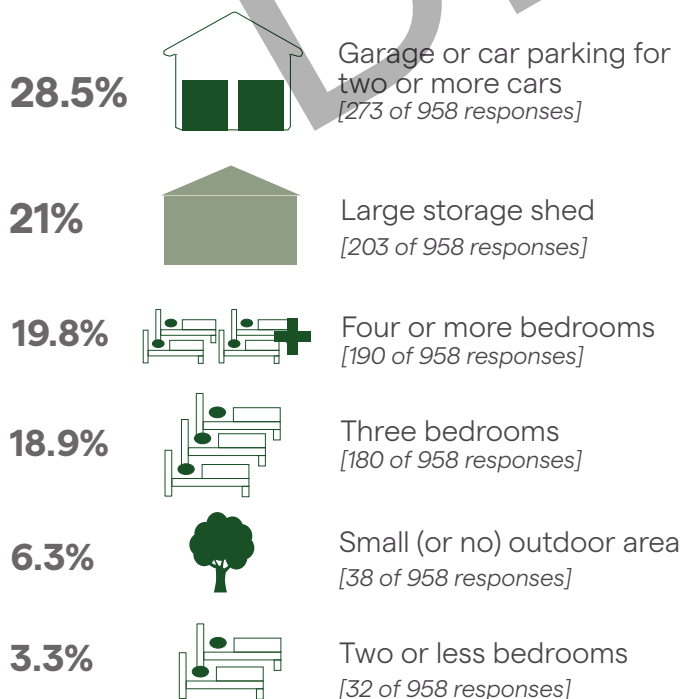 28.5%
Garage or car parking for
two or more cars
[273 of 958 responses]
21%
Large storage shed
[203 of 958 responses]
19.8%
Four or more bedrooms
[190 of 958 responses]
18.9%
Three bedrooms
[180 of 958 responses]
6.3%
Small (or no) outdoor area
[38 of 958 responses]
3.3%
Two or less bedrooms
[32 of 958 responses]